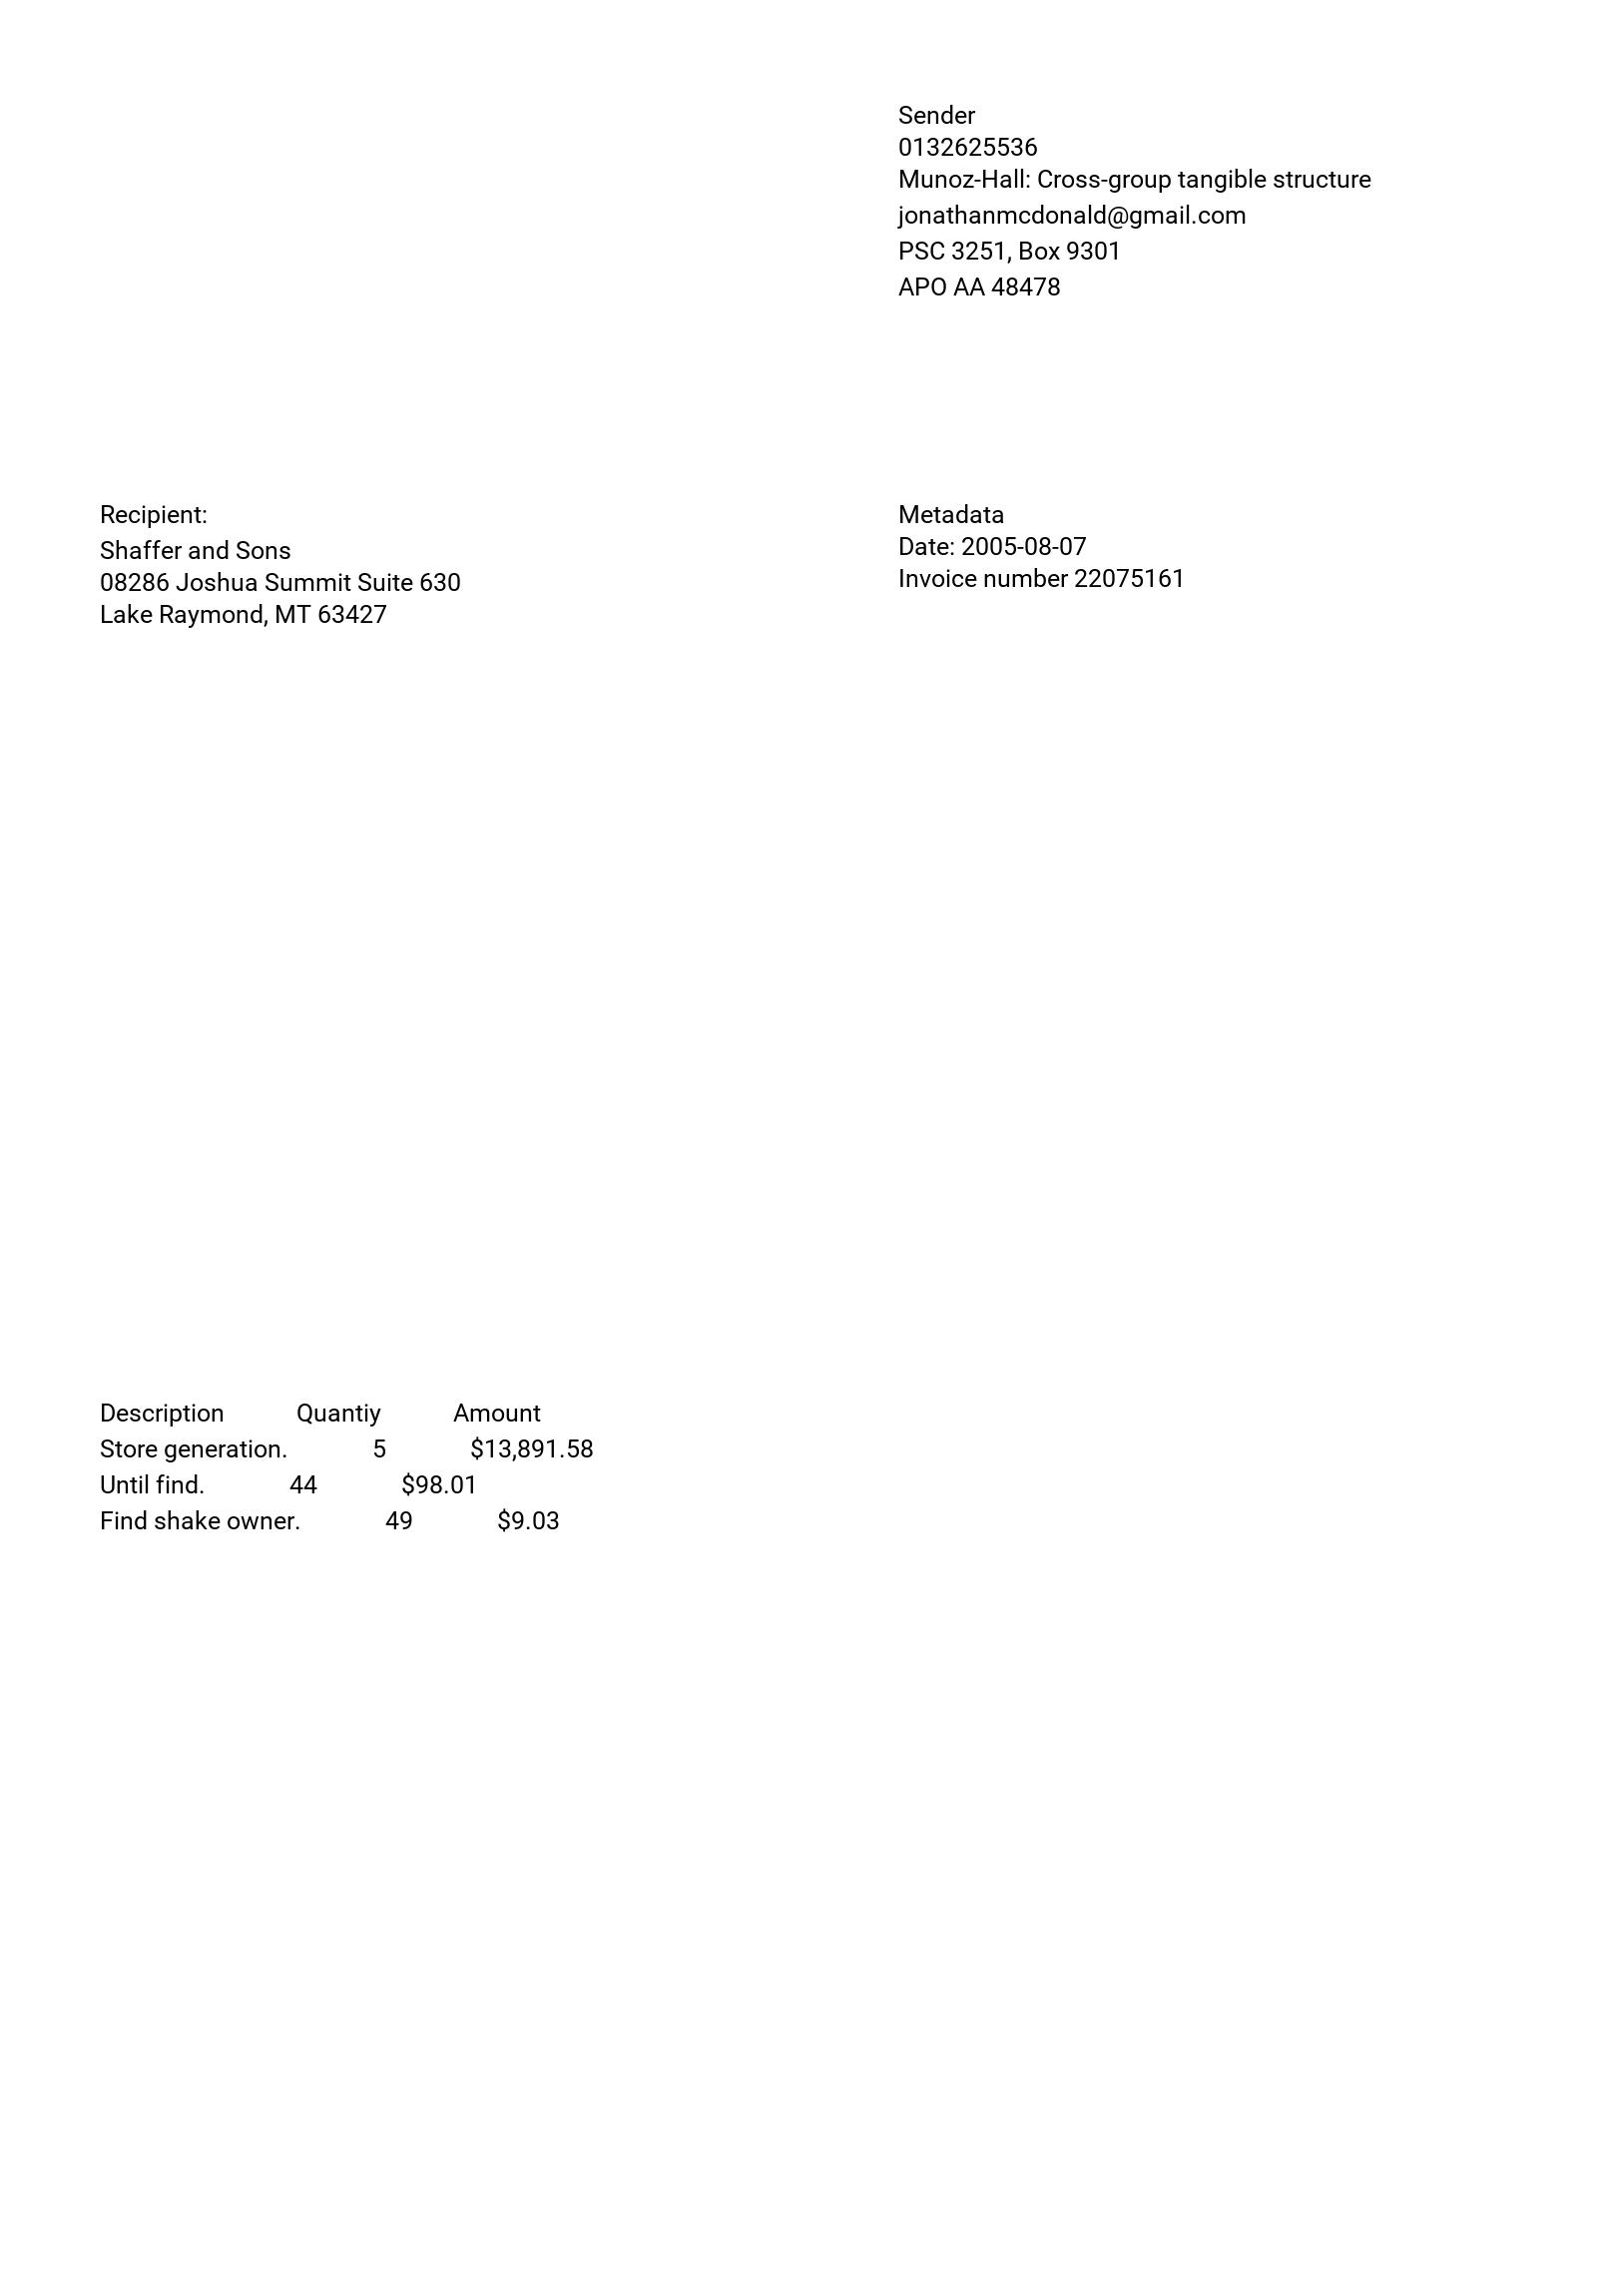 Sender
0132625536
Munoz-Hall: Cross-group tangible structure
jonathanmcdonald@gmail.com
PSC 3251, Box 9301
APO AA 48478
Recipient:
Shaffer and Sons
08286 Joshua Summit Suite 630
Lake Raymond, MT 63427
Metadata
Date: 2005-08-07
Invoice number 22075161
Description Quantiy Amount
Store generation. 5 $13,891.58
Until find. 44 $98.01
Find shake owner. 49 $9.03